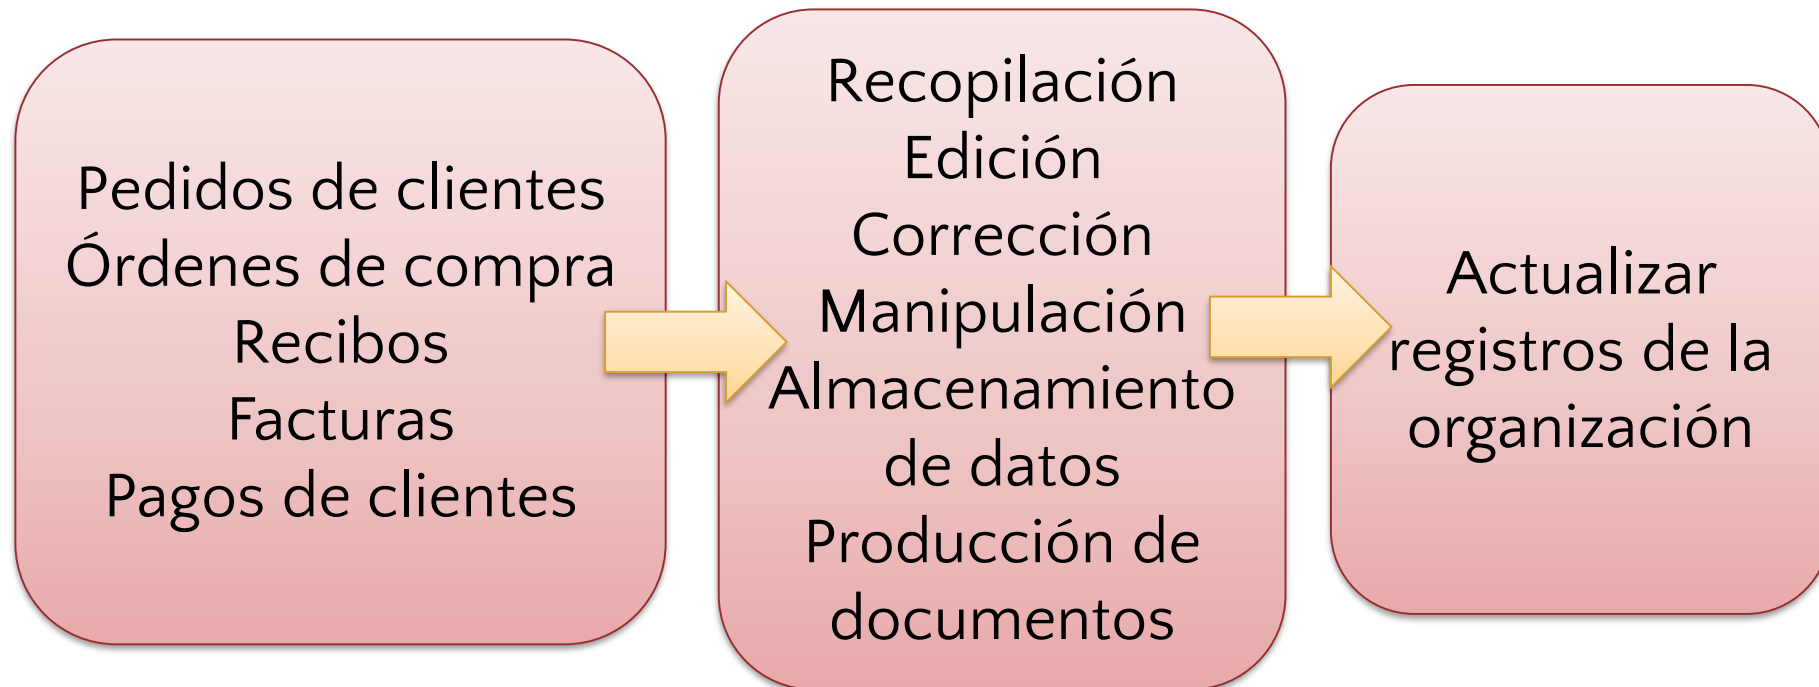 Pedidos de clientes
Órdenes de compra
Recibos
Facturas
Pagos de clientes
Recopilación
Edición
Corrección
Manipulación
Almacenamiento
de datos
Producción de
documentos
Actualizar
registros de la
organización